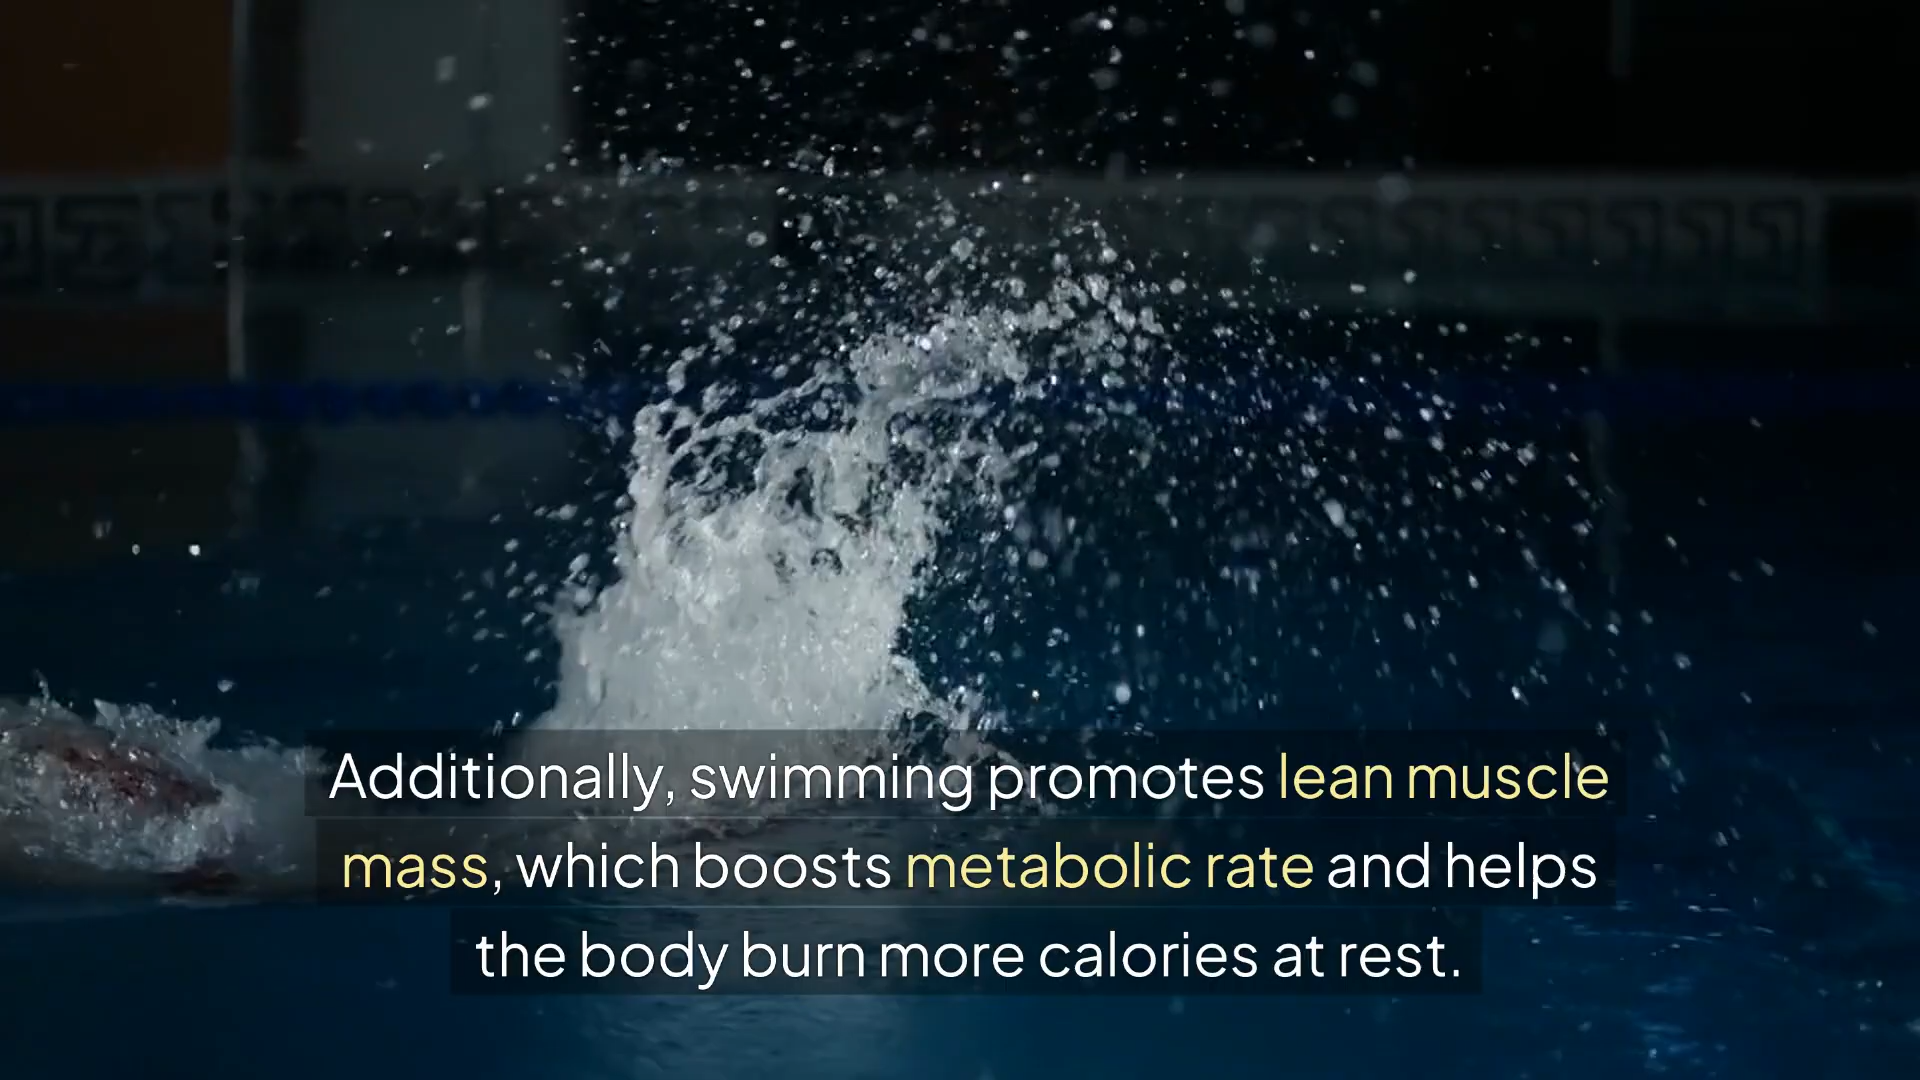 Additionally, swimming promotes lean muscle
mass, which boosts metabolic rate and helps
the body burn more calories at rest.